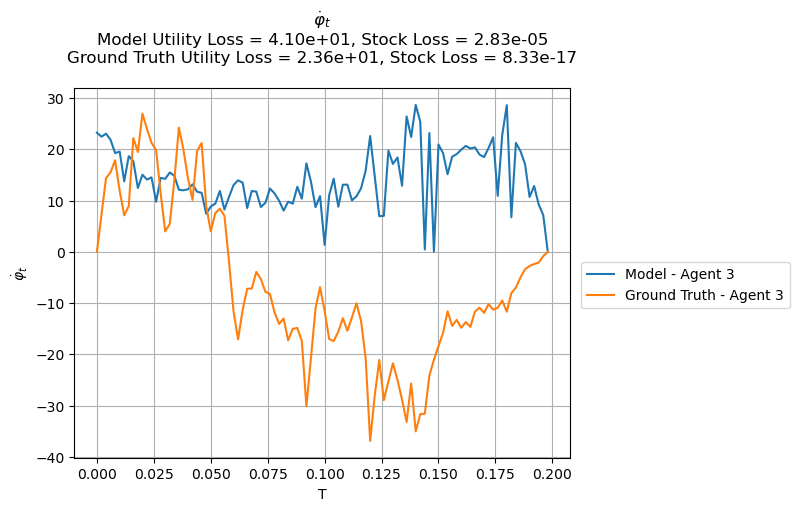 φ̇ₜ
Model Utility Loss = 4.10e+01, Stock Loss = 2.83e-05
Ground Truth Utility Loss = 2.36e+01, Stock Loss = 8.33e-17
30
20
10
0
−10
−20
−30
−40
φ̇ₜ
0.000 0.025 0.050 0.075 0.100 0.125 0.150 0.175 0.200
T
Model - Agent 3
Ground Truth - Agent 3